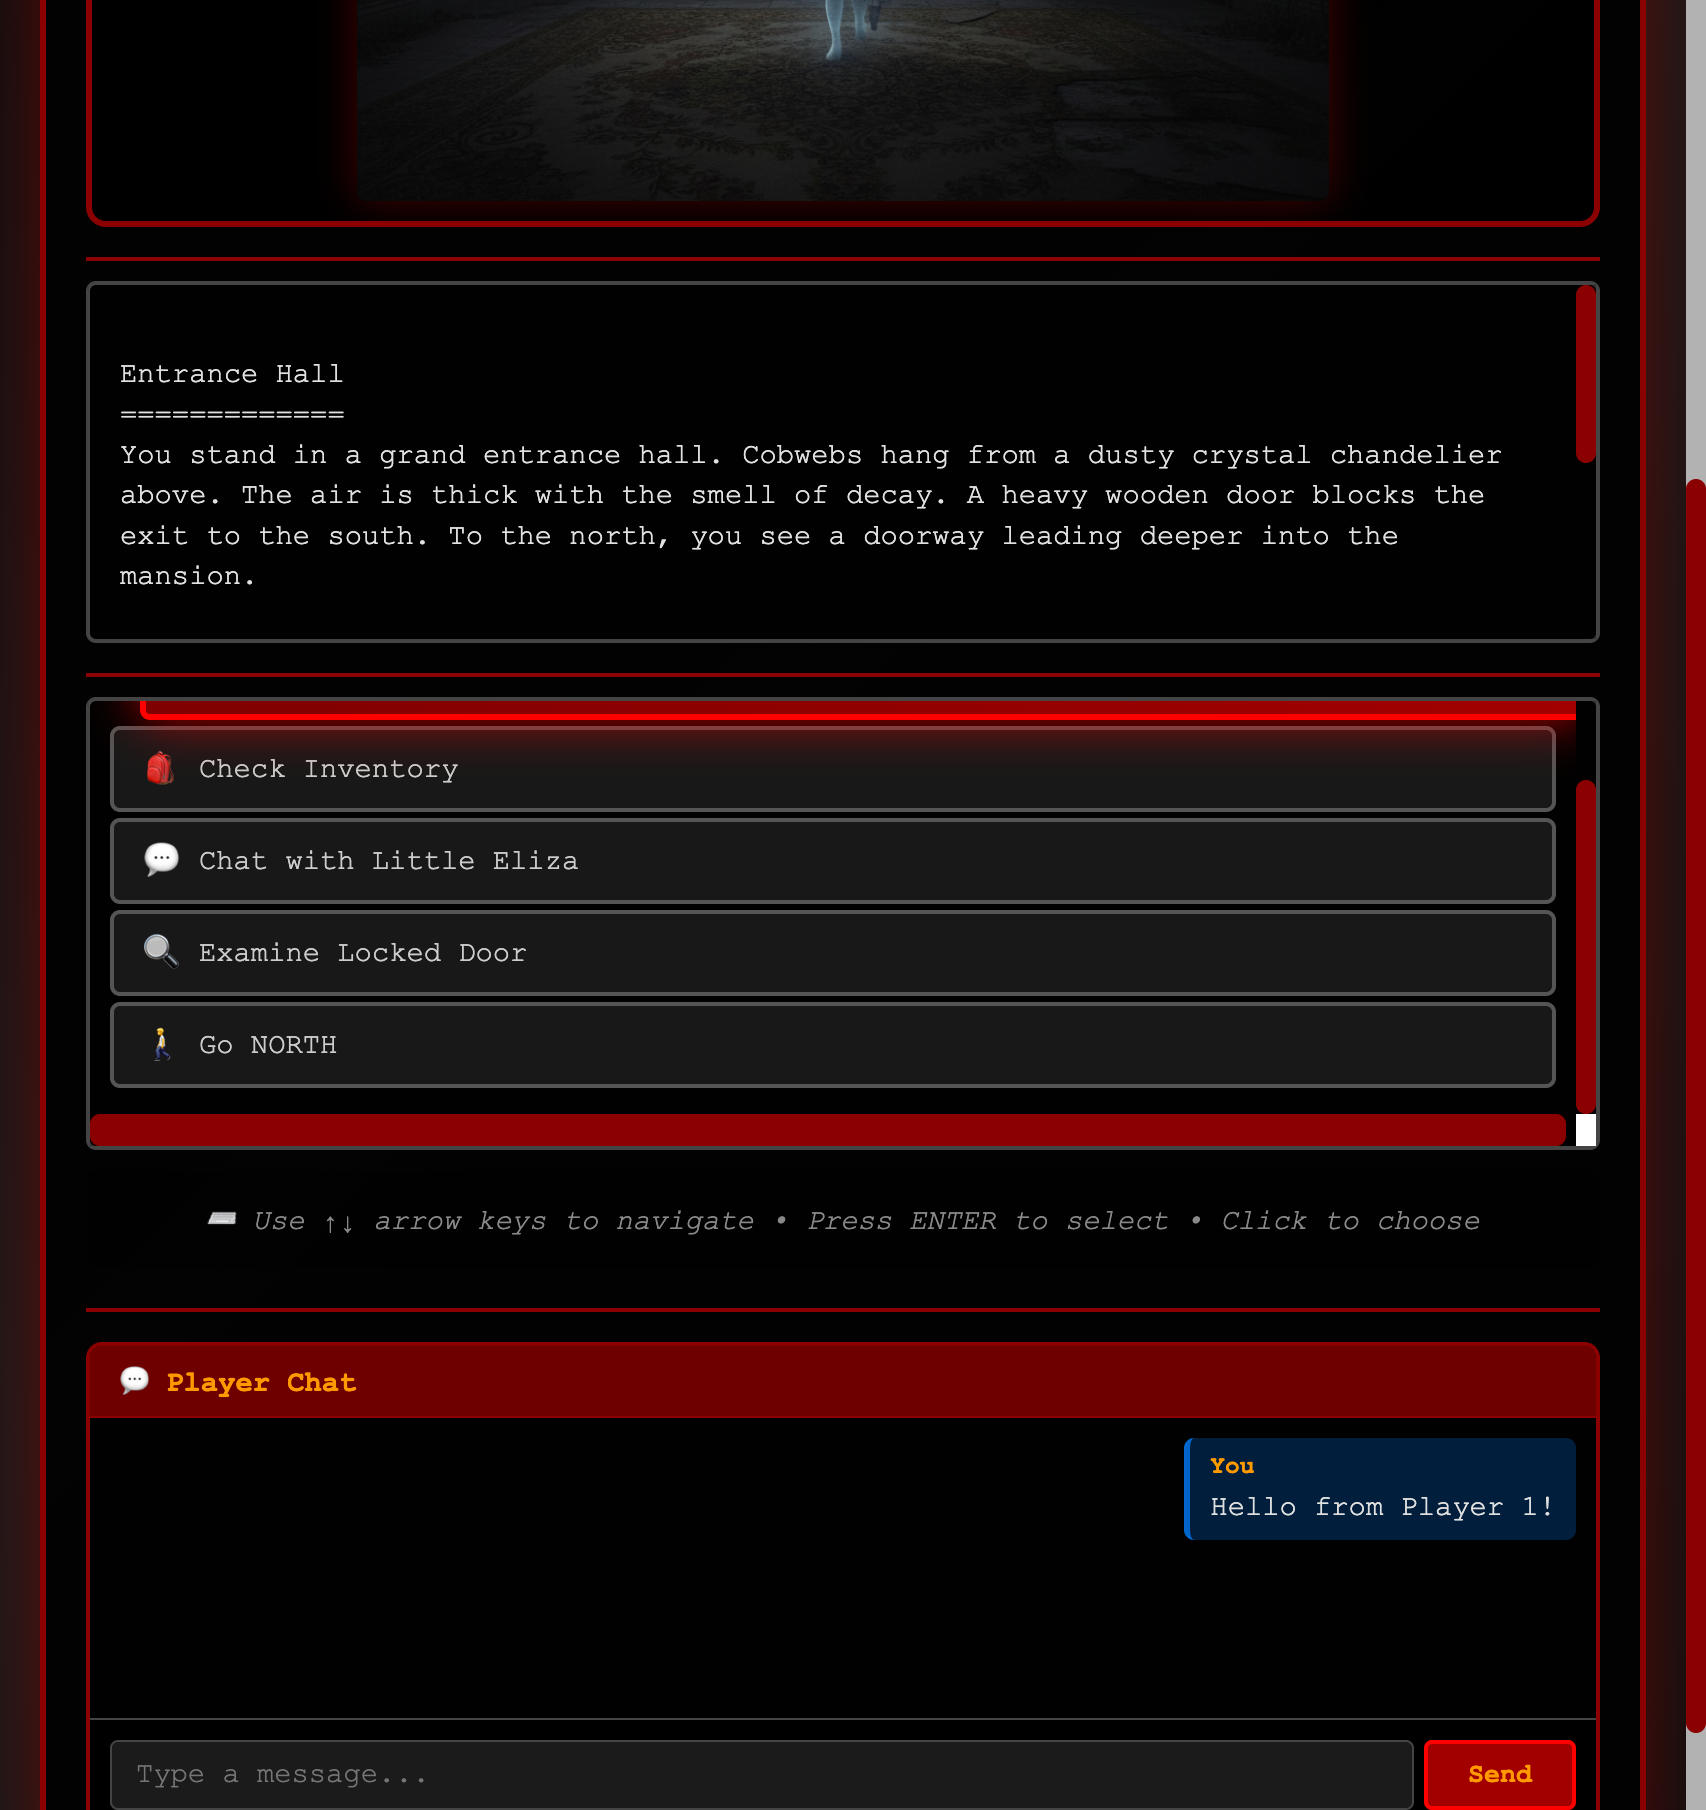 Entrance Hall
=============
You stand in a grand entrance hall. Cobwebs hang from a dusty crystal chandelier
above. The air is thick with the smell of decay. A heavy wooden door blocks the
exit to the south. To the north, you see a doorway leading deeper into the
mansion.
🎒 Check Inventory
💬 Chat with Little Eliza
🔍 Examine Locked Door
🚶 Go NORTH
⌨️ Use ↑↓ arrow keys to navigate • Press ENTER to select • Click to choose
💬 Player Chat
You
Hello from Player 1!
Type a message...
Send